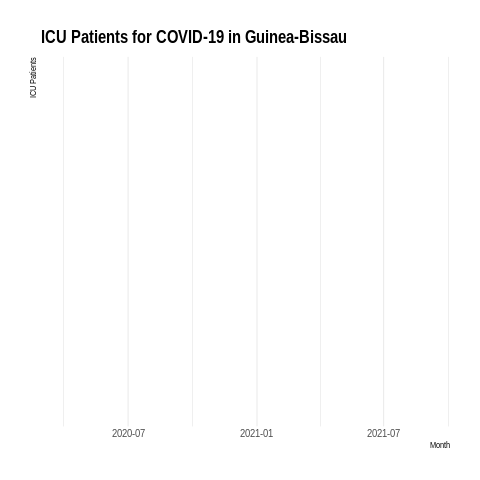 ICU Patients for COVID-19 in Guinea-Bissau
ICU Patients
2020-07 2021-01 2021-07
Month